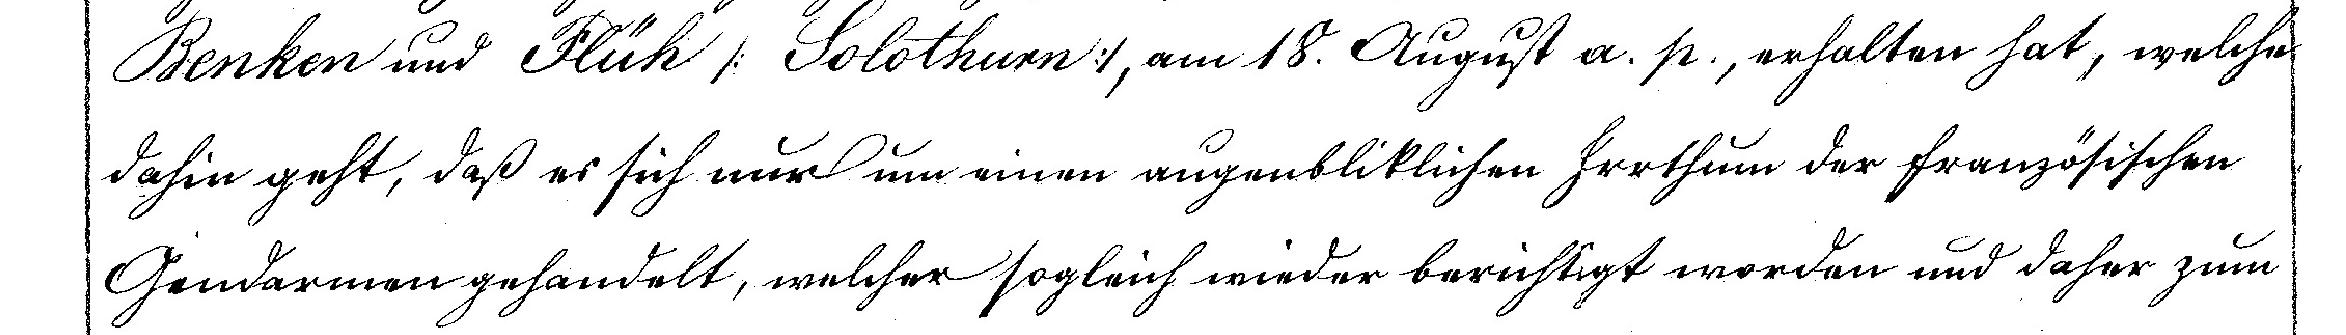 Benken und Flüh /: Solothurn :/, am 18. August a. p., erhalten hat, welche
dahin geht, daß es sich nur um einen augenbliklichen Irrthum der französischen
Gendarmen gehandelt, welcher sogleich wieder berichtigt worden und daher zum